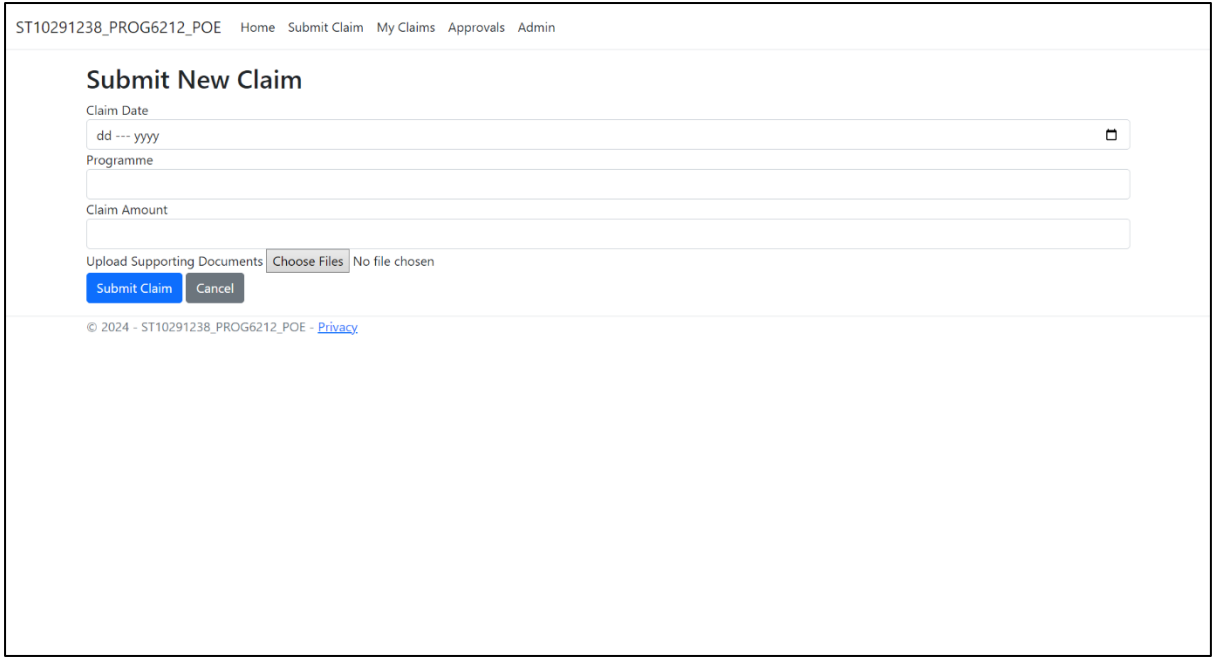 ST10291238_PROG6212_POE Home Submit Claim My Claims Approvals Admin
Submit New Claim
Claim Date
dd --- yyyy
Programme
Claim Amount
Upload Supporting Documents Choose Files No file chosen
Submit Claim Cancel
© 2024 - ST10291238_PROG6212_POE - Privacy